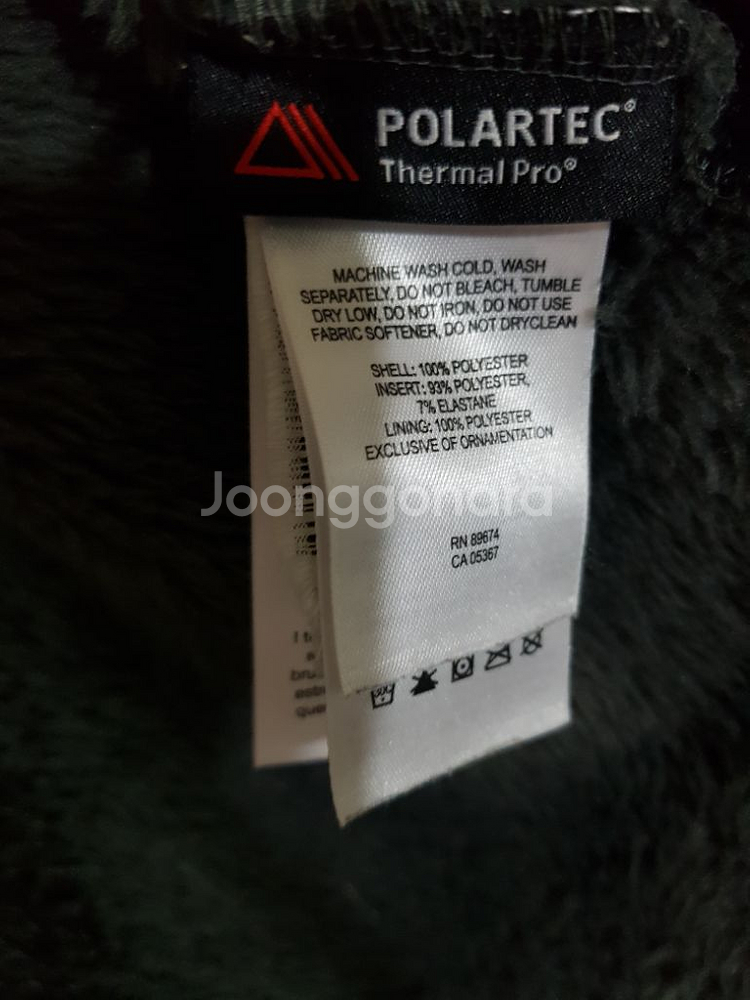 POLARTEC®
Thermal Pro®
MACHINE WASH COLD, WASH
SEPARATELY, DO NOT BLEACH, TUMBLE
DRY LOW, DO NOT IRON, DO NOT USE
FABRIC SOFTENER, DO NOT DRYCLEAN
SHELL: 100% POLYESTER
INSERT: 93% POLYESTER,
7% ELASTANE
LINING: 100% POLYESTER
EXCLUSIVE OF ORNAMENTATION
Joonggonara
RN 89674
CA 05367